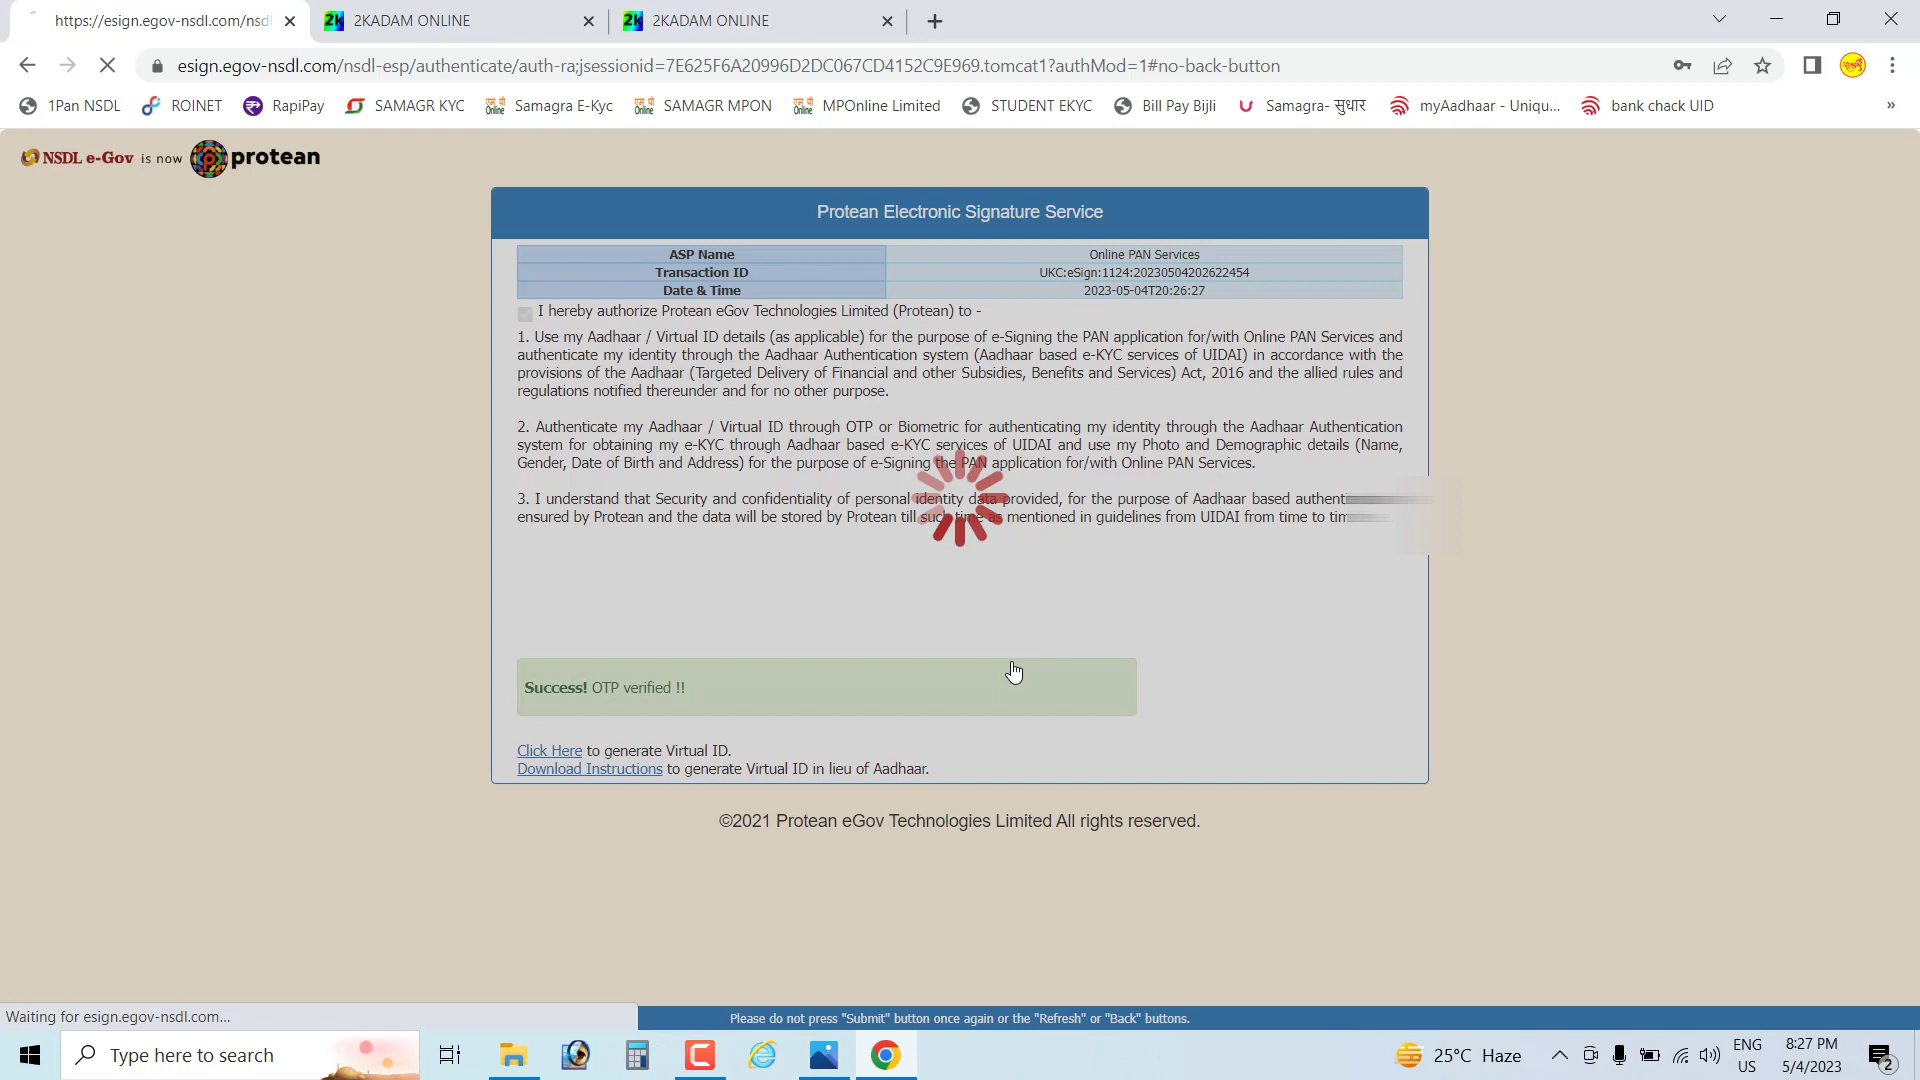 https://esign.egov-nsdl.com/nsdl
2KADAM ONLINE
2KADAM ONLINE
esign.egov-nsdl.com/nsdl-esp/authenticate/auth-ra;jsessionid=7E625F6A20996D2DC067CD4152C9E969.tomcat1?authMod=1#no-back-button
1Pan NSDL ROINET RapiPay SAMAGR KYC Samagra E-Kyc SAMAGR MPON MPOnline Limited STUDENT EKYC Bill Pay Bijli Samagra- सुधार myAadhaar - Uniqu... bank chack UID »
NSDL e-Gov is now protean
Protean Electronic Signature Service
ASP Name Online PAN Services
Transaction ID UKC:eSign:1124:20230504202622454
Date & Time 2023-05-04T20:26:27
I hereby authorize Protean eGov Technologies Limited (Protean) to -
1. Use my Aadhaar / Virtual ID details (as applicable) for the purpose of e-Signing the PAN application for/with Online PAN Services and
authenticate my identity through the Aadhaar Authentication system (Aadhaar based e-KYC services of UIDAI) in accordance with the
provisions of the Aadhaar (Targeted Delivery of Financial and other Subsidies, Benefits and Services) Act, 2016 and the allied rules and
regulations notified thereunder and for no other purpose.
2. Authenticate my Aadhaar / Virtual ID through OTP or Biometric for authenticating my identity through the Aadhaar Authentication
system for obtaining my e-KYC through Aadhaar based e-KYC services of UIDAI and use my Photo and Demographic details (Name,
Gender, Date of Birth and Address) for the purpose of e-Signing the PAN application for/with Online PAN Services.
3. I understand that Security and confidentiality of personal identity data provided, for the purpose of Aadhaar based authenti
ensured by Protean and the data will be stored by Protean till such time as mentioned in guidelines from UIDAI from time to tim
Success! OTP verified !!
Click Here to generate Virtual ID.
Download Instructions to generate Virtual ID in lieu of Aadhaar.
©2021 Protean eGov Technologies Limited All rights reserved.
Waiting for esign.egov-nsdl.com...
Please do not press "Submit" button once again or the "Refresh" or "Back" buttons.
Type here to search
25°C Haze
ENG
US
8:27 PM
5/4/2023
2